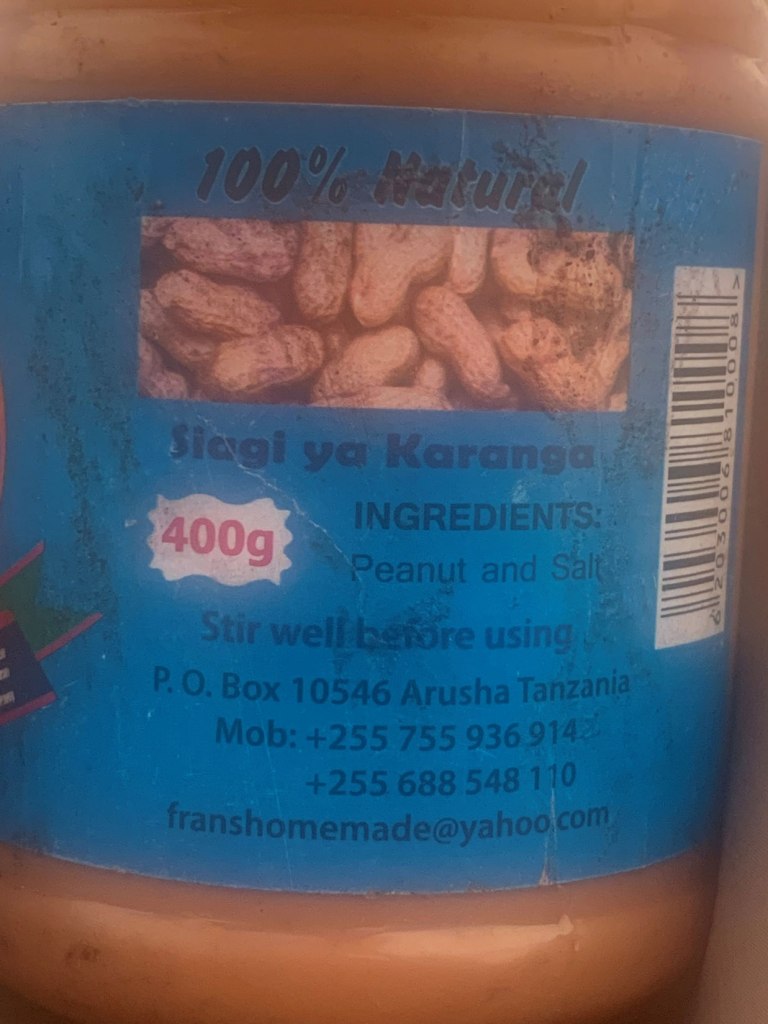 100% Natural
Siagi ya Karanga
400g
INGREDIENTS:
Peanut and Salt
Stir well before using
P. O. Box 10546 Arusha Tanzania
Mob: +255 755 936 914
+255 688 548 110
franshomemade@yahoo.com
6203006810008 >